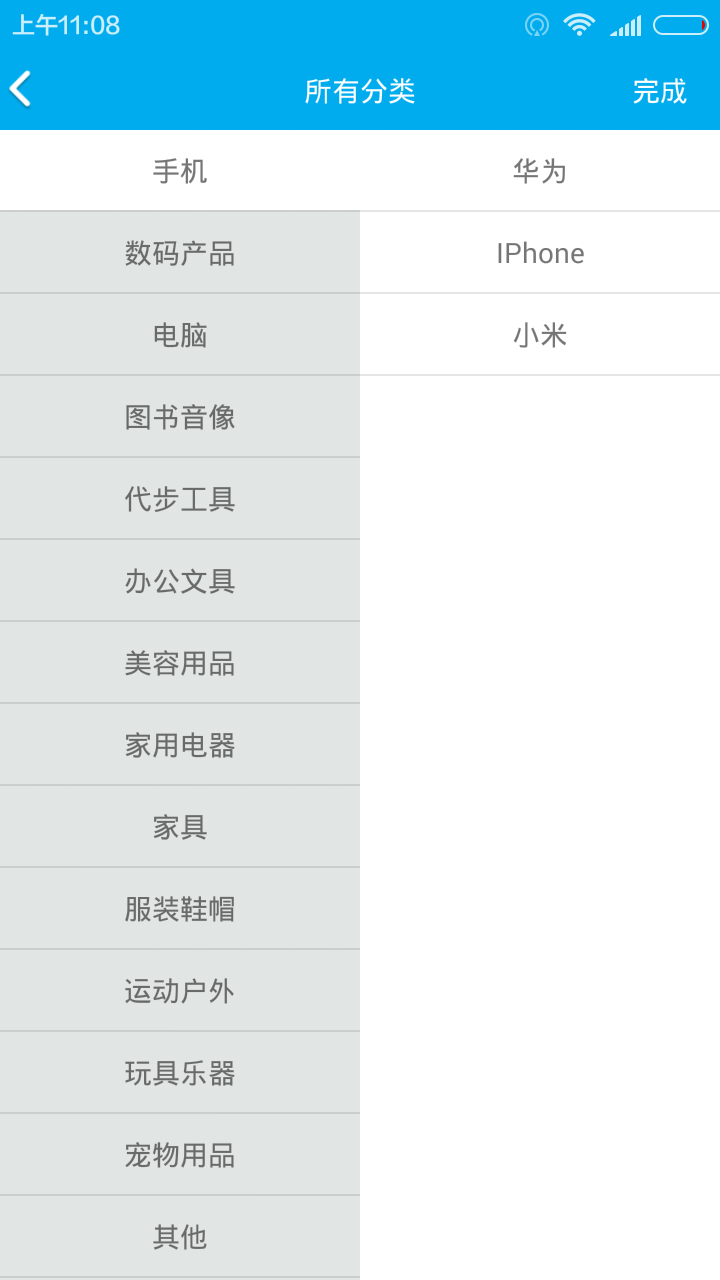 上午11:08
所有分类 完成
手机 华为
数码产品 IPhone
电脑 小米
图书音像
代步工具
办公文具
美容用品
家用电器
家具
服装鞋帽
运动户外
玩具乐器
宠物用品
其他